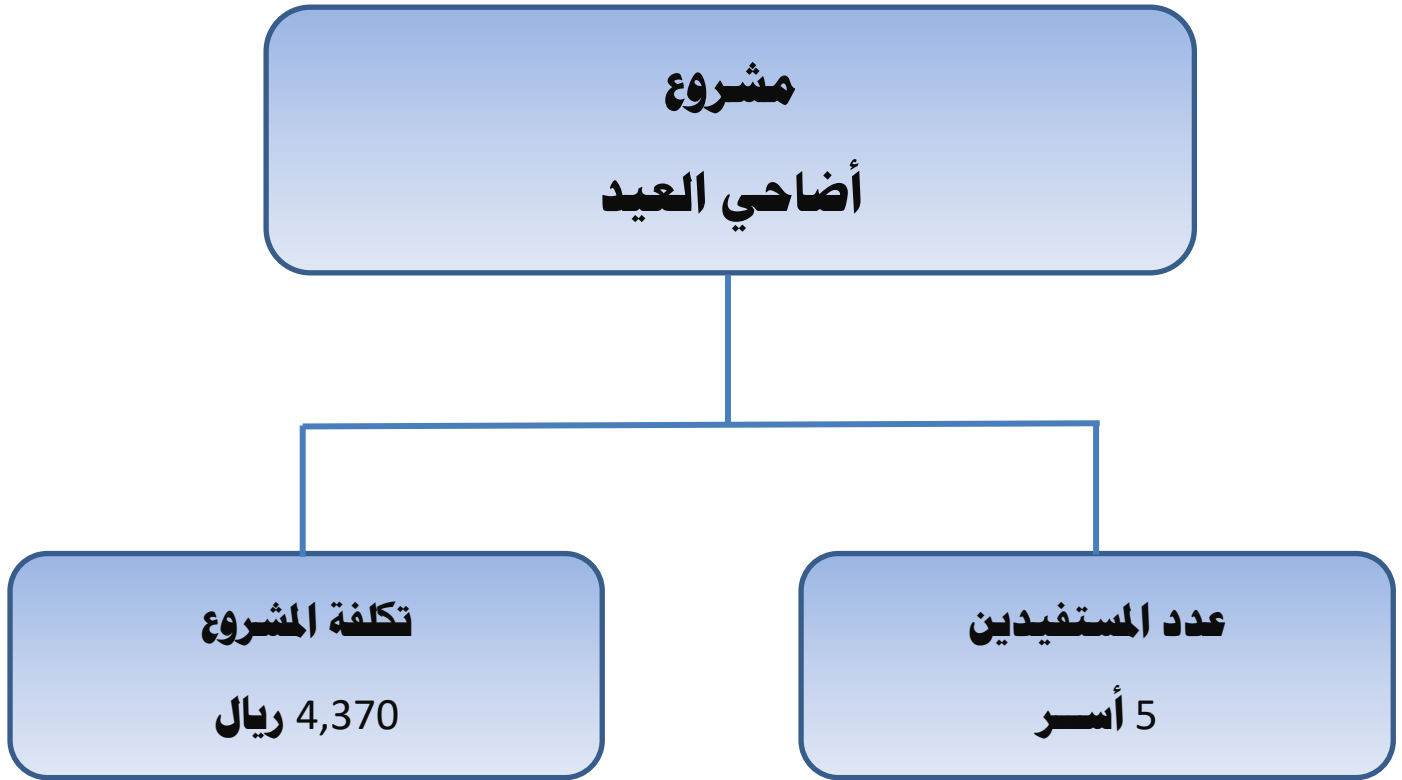 مشروع
أضاحي العيد
عدد المستفيدين
5 أســـر
تكلفة المشروع
4,370 ريال